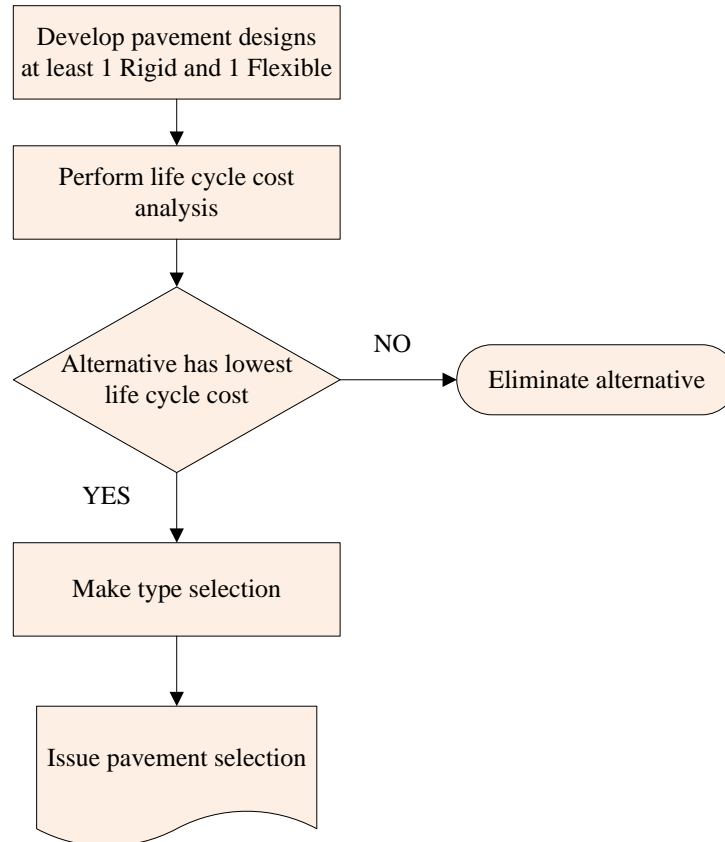 Develop pavement designs
at least 1 Rigid and 1 Flexible
Perform life cycle cost
analysis
Alternative has lowest
life cycle cost
NO
Eliminate alternative
YES
Make type selection
Issue pavement selection